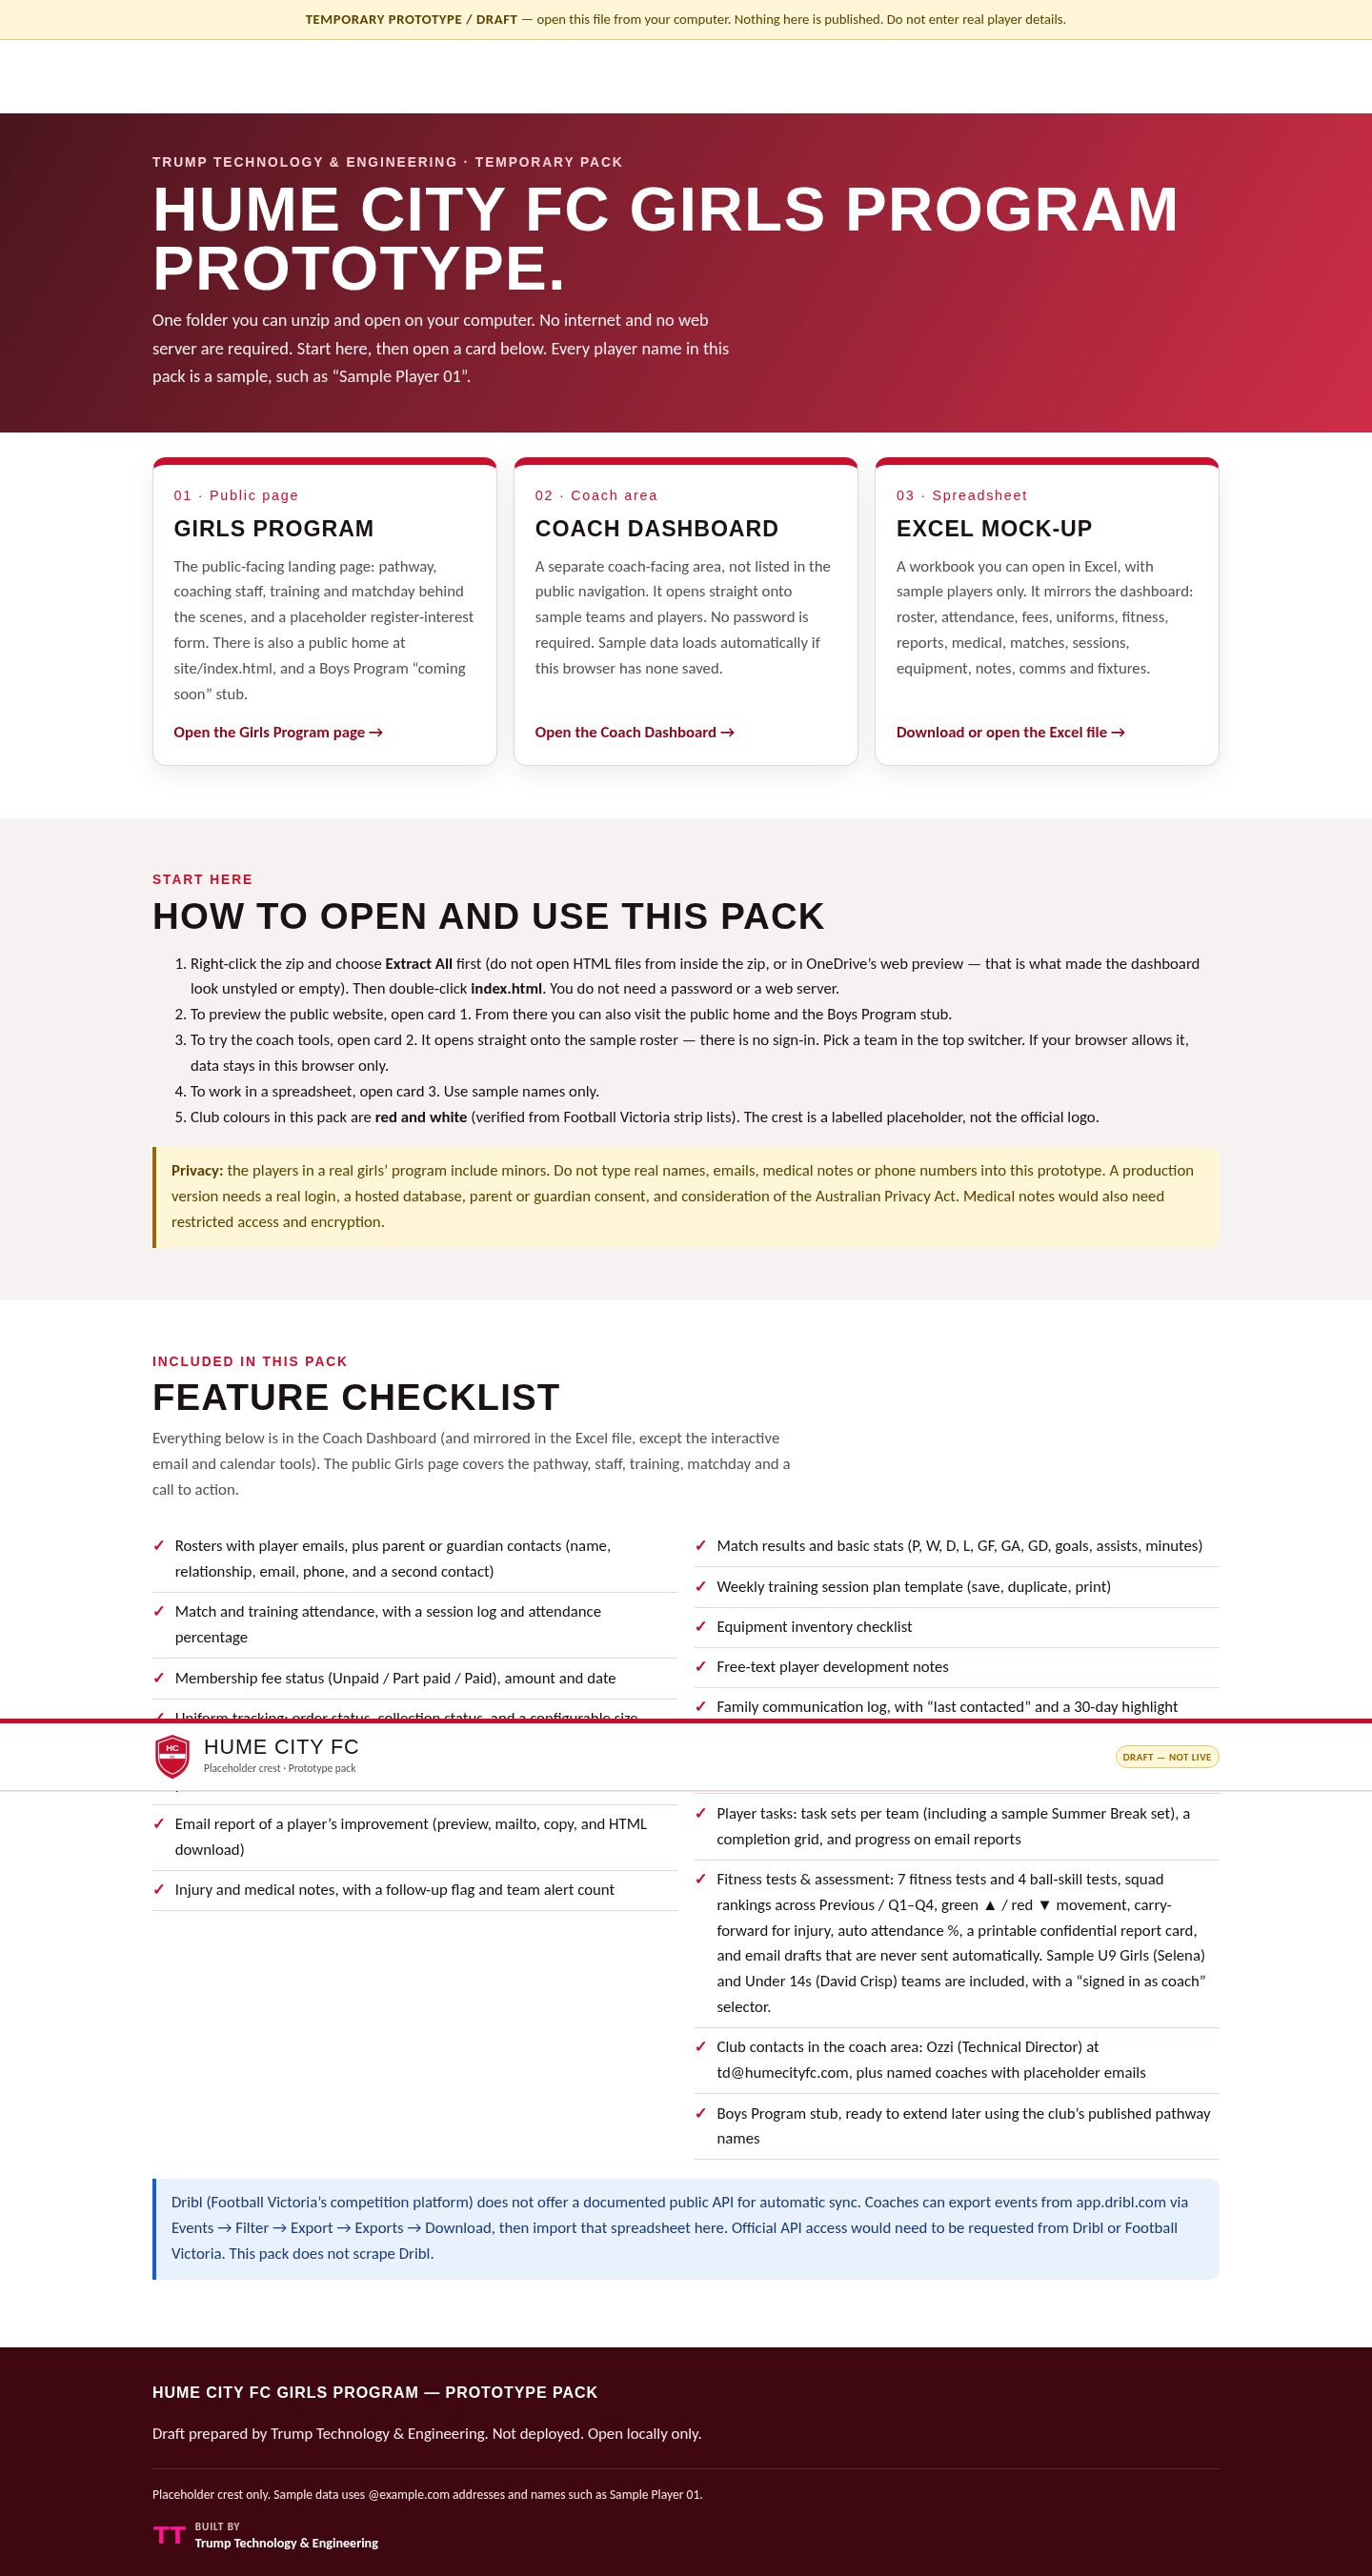 TEMPORARY PROTOTYPE / DRAFT — open this file from your computer. Nothing here is published. Do not enter real player details.
TRUMP TECHNOLOGY & ENGINEERING · TEMPORARY PACK
HUME CITY FC GIRLS PROGRAM
PROTOTYPE.
One folder you can unzip and open on your computer. No internet and no web
server are required. Start here, then open a card below. Every player name in this
pack is a sample, such as “Sample Player 01”.
01 · Public page
GIRLS PROGRAM
The public-facing landing page: pathway,
coaching staff, training and matchday behind
the scenes, and a placeholder register-interest
form. There is also a public home at
site/index.html, and a Boys Program “coming
soon” stub.
Open the Girls Program page →
02 · Coach area
COACH DASHBOARD
A separate coach-facing area, not listed in the
public navigation. It opens straight onto
sample teams and players. No password is
required. Sample data loads automatically if
this browser has none saved.
Open the Coach Dashboard →
03 · Spreadsheet
EXCEL MOCK-UP
A workbook you can open in Excel, with
sample players only. It mirrors the dashboard:
roster, attendance, fees, uniforms, fitness,
reports, medical, matches, sessions,
equipment, notes, comms and fixtures.
Download or open the Excel file →
START HERE
HOW TO OPEN AND USE THIS PACK
1. Right-click the zip and choose Extract All first (do not open HTML files from inside the zip, or in OneDrive’s web preview — that is what made the dashboard
look unstyled or empty). Then double-click index.html. You do not need a password or a web server.
2. To preview the public website, open card 1. From there you can also visit the public home and the Boys Program stub.
3. To try the coach tools, open card 2. It opens straight onto the sample roster — there is no sign-in. Pick a team in the top switcher. If your browser allows it,
data stays in this browser only.
4. To work in a spreadsheet, open card 3. Use sample names only.
5. Club colours in this pack are red and white (verified from Football Victoria strip lists). The crest is a labelled placeholder, not the official logo.
Privacy: the players in a real girls’ program include minors. Do not type real names, emails, medical notes or phone numbers into this prototype. A production
version needs a real login, a hosted database, parent or guardian consent, and consideration of the Australian Privacy Act. Medical notes would also need
restricted access and encryption.
INCLUDED IN THIS PACK
FEATURE CHECKLIST
Everything below is in the Coach Dashboard (and mirrored in the Excel file, except the interactive
email and calendar tools). The public Girls page covers the pathway, staff, training, matchday and a
call to action.
✓ Rosters with player emails, plus parent or guardian contacts (name,
relationship, email, phone, and a second contact)
✓ Match and training attendance, with a session log and attendance
percentage
✓ Membership fee status (Unpaid / Part paid / Paid), amount and date
✓ Uniform tracking: order status, collection status, and a configurable size
✓ Match results and basic stats (P, W, D, L, GF, GA, GD, goals, assists, minutes)
✓ Weekly training session plan template (save, duplicate, print)
✓ Equipment inventory checklist
✓ Free-text player development notes
✓ Family communication log, with “last contacted” and a 30-day highlight
HC
HUME CITY FC
Placeholder crest · Prototype pack
DRAFT — NOT LIVE
✓ Email report of a player’s improvement (preview, mailto, copy, and HTML
download)
✓ Injury and medical notes, with a follow-up flag and team alert count
✓ Player tasks: task sets per team (including a sample Summer Break set), a
completion grid, and progress on email reports
✓ Fitness tests & assessment: 7 fitness tests and 4 ball-skill tests, squad
rankings across Previous / Q1–Q4, green ▲ / red ▼ movement, carry-
forward for injury, auto attendance %, a printable confidential report card,
and email drafts that are never sent automatically. Sample U9 Girls (Selena)
and Under 14s (David Crisp) teams are included, with a “signed in as coach”
selector.
✓ Club contacts in the coach area: Ozzi (Technical Director) at
td@humecityfc.com, plus named coaches with placeholder emails
✓ Boys Program stub, ready to extend later using the club’s published pathway
names
Dribl (Football Victoria’s competition platform) does not offer a documented public API for automatic sync. Coaches can export events from app.dribl.com via
Events → Filter → Export → Exports → Download, then import that spreadsheet here. Official API access would need to be requested from Dribl or Football
Victoria. This pack does not scrape Dribl.
HUME CITY FC GIRLS PROGRAM — PROTOTYPE PACK
Draft prepared by Trump Technology & Engineering. Not deployed. Open locally only.
Placeholder crest only. Sample data uses @example.com addresses and names such as Sample Player 01.
TT
BUILT BY
Trump Technology & Engineering